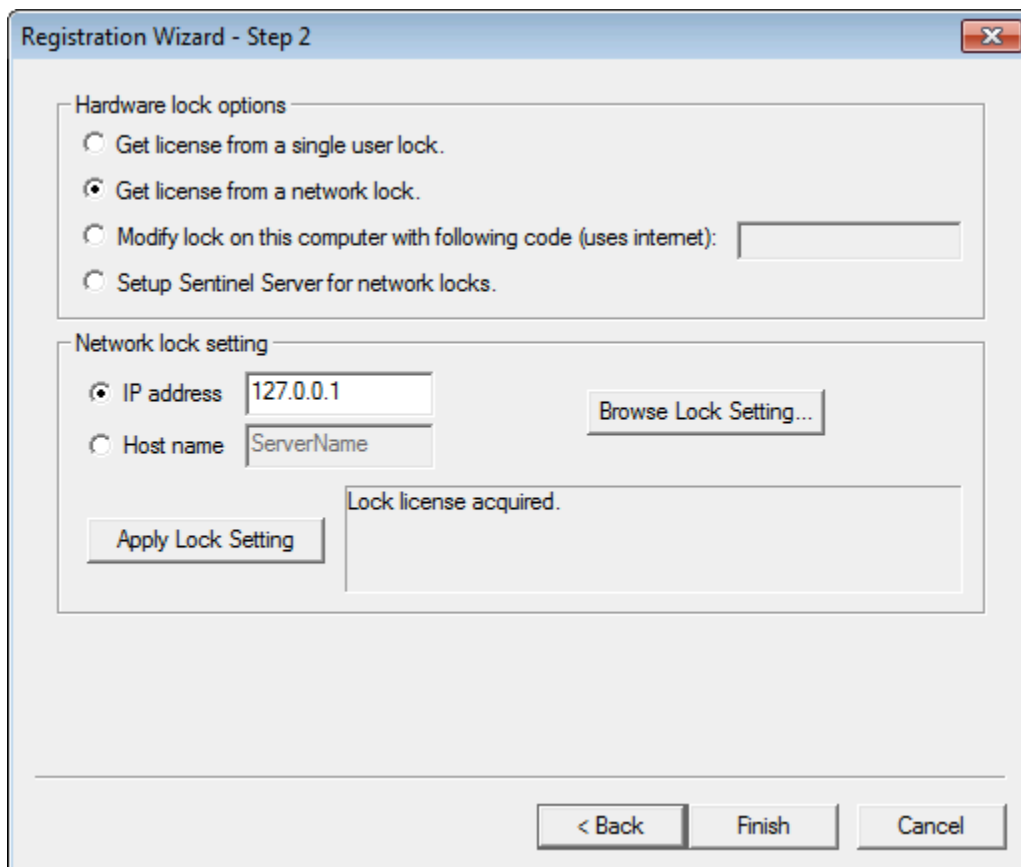 Registration Wizard - Step 2
Hardware lock options
Get license from a single user lock.
Get license from a network lock.
Modify lock on this computer with following code (uses internet):
Setup Sentinel Server for network locks.
Network lock setting
IP address 127.0.0.1
Browse Lock Setting...
Host name ServerName
Lock license acquired.
Apply Lock Setting
< Back Finish Cancel